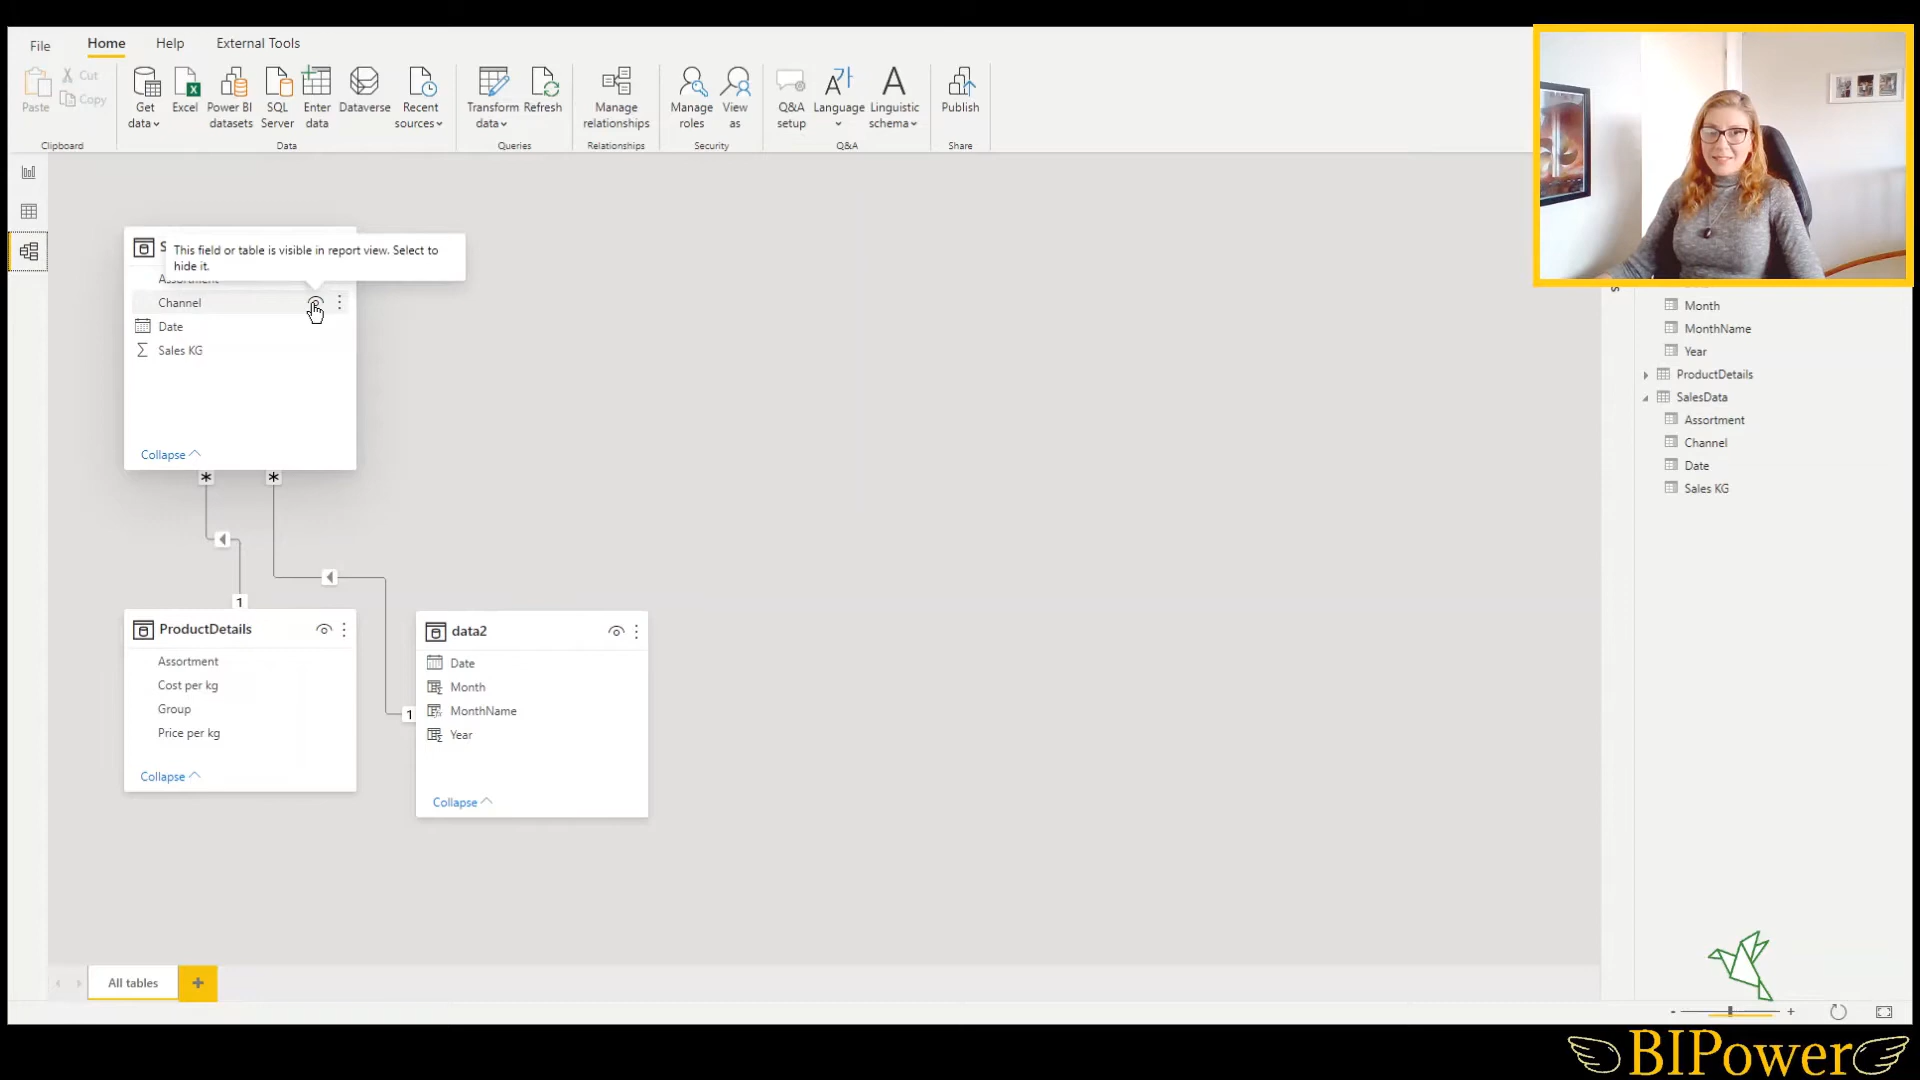 File
Home
Help
External Tools
Paste
Cut
Copy
Get data
Excel
Power BI datasets
SQL Server
Enter data
Dataverse
Recent sources
Transform data
Refresh
Manage relationships
Manage roles
View as
Q&A setup
Language
Linguistic schema
Publish
Clipboard
Data
Queries
Relationships
Security
Q&A
Share
This field or table is visible in report view. Select to
hide it.
Assortment
Channel
Date
Sales KG
Collapse
*
*
1
ProductDetails
Assortment
Cost per kg
Group
Price per kg
Collapse
1
data2
Date
Month
MonthName
Year
Collapse
Month
MonthName
Year
ProductDetails
SalesData
Assortment
Channel
Date
Sales KG
All tables
+
- +
BIPower